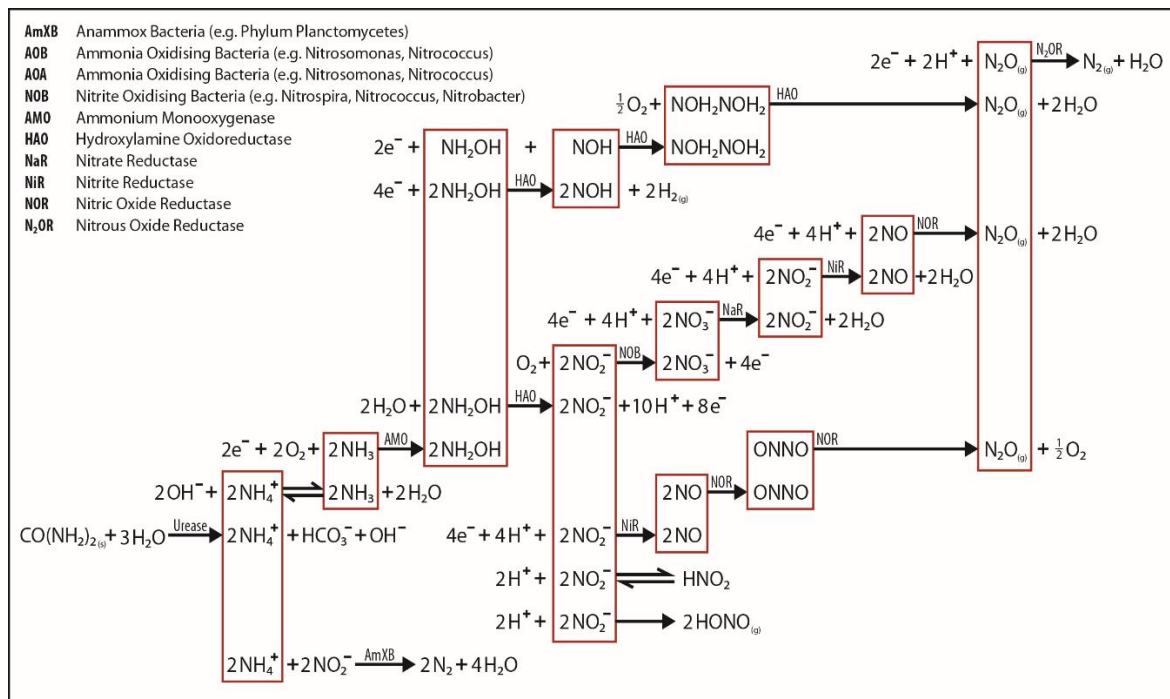 AmXB Anammox Bacteria (e.g. Phylum Planctomycetes)
AOB Ammonia Oxidising Bacteria (e.g. Nitrosomonas, Nitrococcus)
AOA Ammonia Oxidising Bacteria (e.g. Nitrosomonas, Nitrococcus)
NOB Nitrite Oxidising Bacteria (e.g. Nitrospira, Nitrococcus, Nitrobacter)
AMO Ammonium Monooxygenase
HAO Hydroxylamine Oxidoreductase
NaR Nitrate Reductase
NiR Nitrite Reductase
NOR Nitric Oxide Reductase
N₂OR Nitrous Oxide Reductase
2e⁻ + 2H⁺ + N₂O(g) N₂OR → N₂(g) + H₂O
½O₂ + NOH₂NOH₂ HAO → N₂O(g) + 2H₂O
2e⁻ + NH₂OH + NOH HAO → NOH₂NOH₂
4e⁻ + 2NH₂OH HAO → 2NOH + 2H₂(g)
4e⁻ + 4H⁺ + 2NO NOR → N₂O(g) + 2H₂O
4e⁻ + 4H⁺ + 2NO₂⁻ NiR → 2NO + 2H₂O
4e⁻ + 4H⁺ + 2NO₃⁻ NaR → 2NO₂⁻ + 2H₂O
O₂ + 2NO₂⁻ NOB → 2NO₃⁻ + 4e⁻
2H₂O + 2NH₂OH HAO → 2NO₂⁻ + 10H⁺ + 8e⁻
2e⁻ + 2O₂ + 2NH₃ AMO → 2NH₂OH
ONNO NOR → N₂O(g) + ½O₂
2OH⁻ + 2NH₄⁺ ⇌ 2NH₃ + 2H₂O
2NO NOR → ONNO
CO(NH₂)₂(s) + 3H₂O Urease → 2NH₄⁺ + HCO₃⁻ + OH⁻
4e⁻ + 4H⁺ + 2NO₂⁻ NiR → 2NO
2H⁺ + 2NO₂⁻ ⇌ HNO₂
2H⁺ + 2NO₂⁻ → 2HONO(g)
2NH₄⁺ + 2NO₂⁻ AmXB → 2N₂ + 4H₂O